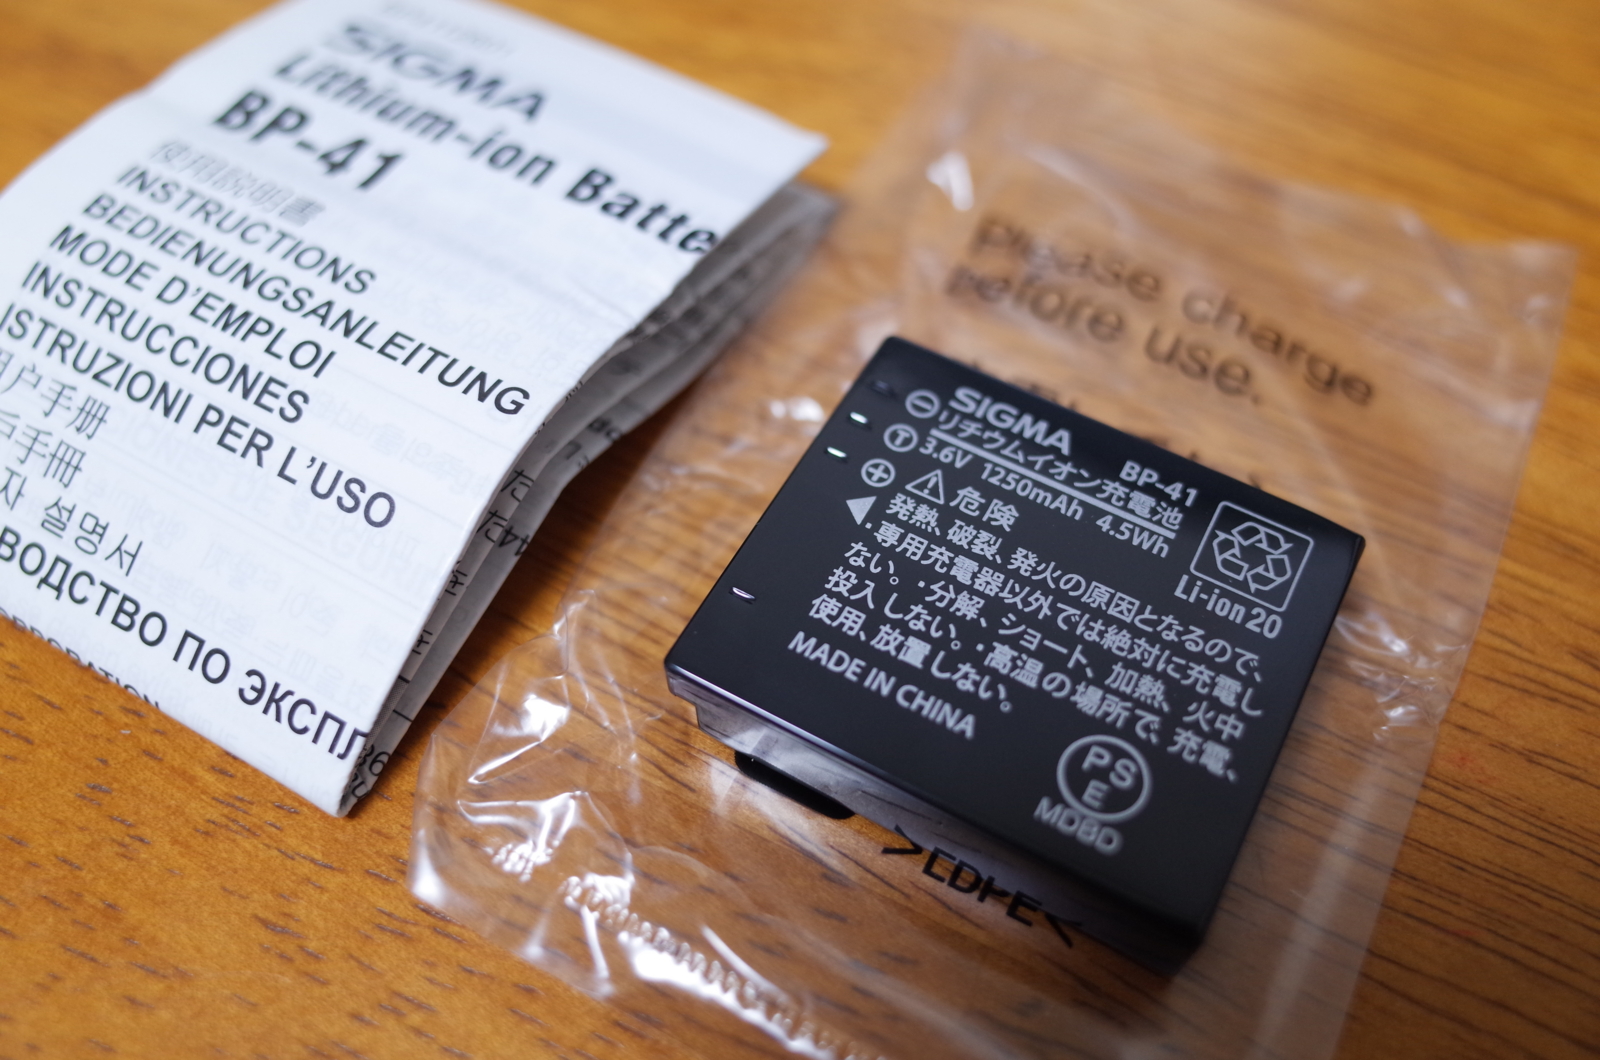 SIGMA
Lithium-ion Batte
BP-41
使用説明書
INSTRUCTIONS
BEDIENUNGSANLEITUNG
MODE D'EMPLOI
INSTRUCCIONES
ISTRUZIONI PER L'USO
户手册
戶手冊
자 설명서
ВОДСТВО ПО ЭКСПЛ
Please charge
before use.
SIGMA BP-41
リチウムイオン充電池
3.6V 1250mAh 4.5Wh
危険
発熱、破裂、発火の原因となるので、
・専用充電器以外では絶対に充電し
ない。・分解、ショート、加熱、火中
投入しない。・高温の場所で、充電、
使用、放置しない。
MADE IN CHINA
Li-ion 20
PS
E
MDBD
>LDPE<